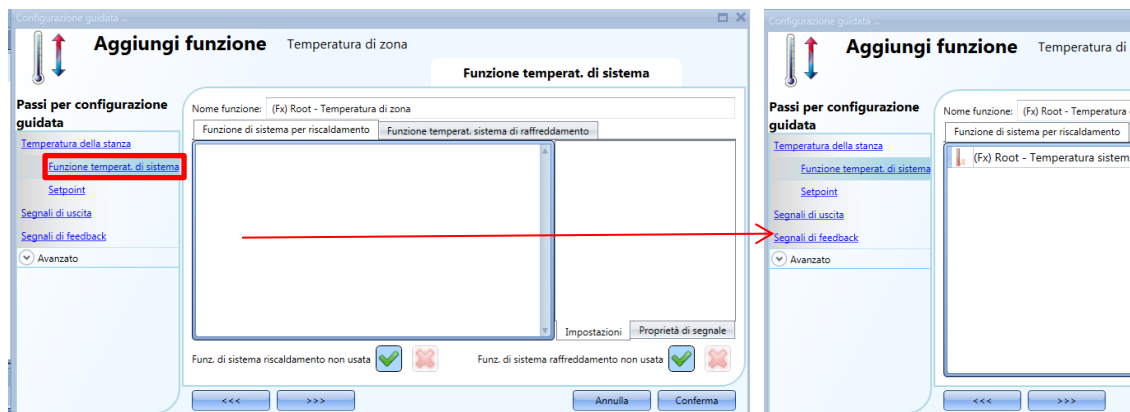 Configurazione guidata ...
Aggiungi funzione Temperatura di zona
Funzione temperat. di sistema
Passi per configurazione
guidata
Temperatura della stanza
Funzione temperat. di sistema
Setpoint
Segnali di uscita
Segnali di feedback
Avanzato
Nome funzione: (Fx) Root - Temperatura di zona
Funzione di sistema per riscaldamento Funzione temperat. sistema di raffreddamento
Impostazioni Proprietà di segnale
Funz. di sistema riscaldamento non usata Funz. di sistema raffreddamento non usata
<<< >>> Annulla Conferma
Configurazione guidata ...
Aggiungi funzione Temperatura di
Passi per configurazione
guidata
Temperatura della stanza
Funzione temperat. di sistema
Setpoint
Segnali di uscita
Segnali di feedback
Avanzato
Nome funzione: (Fx) Root - Temperatura
Funzione di sistema per riscaldamento
(Fx) Root - Temperatura sistem
<<< >>>